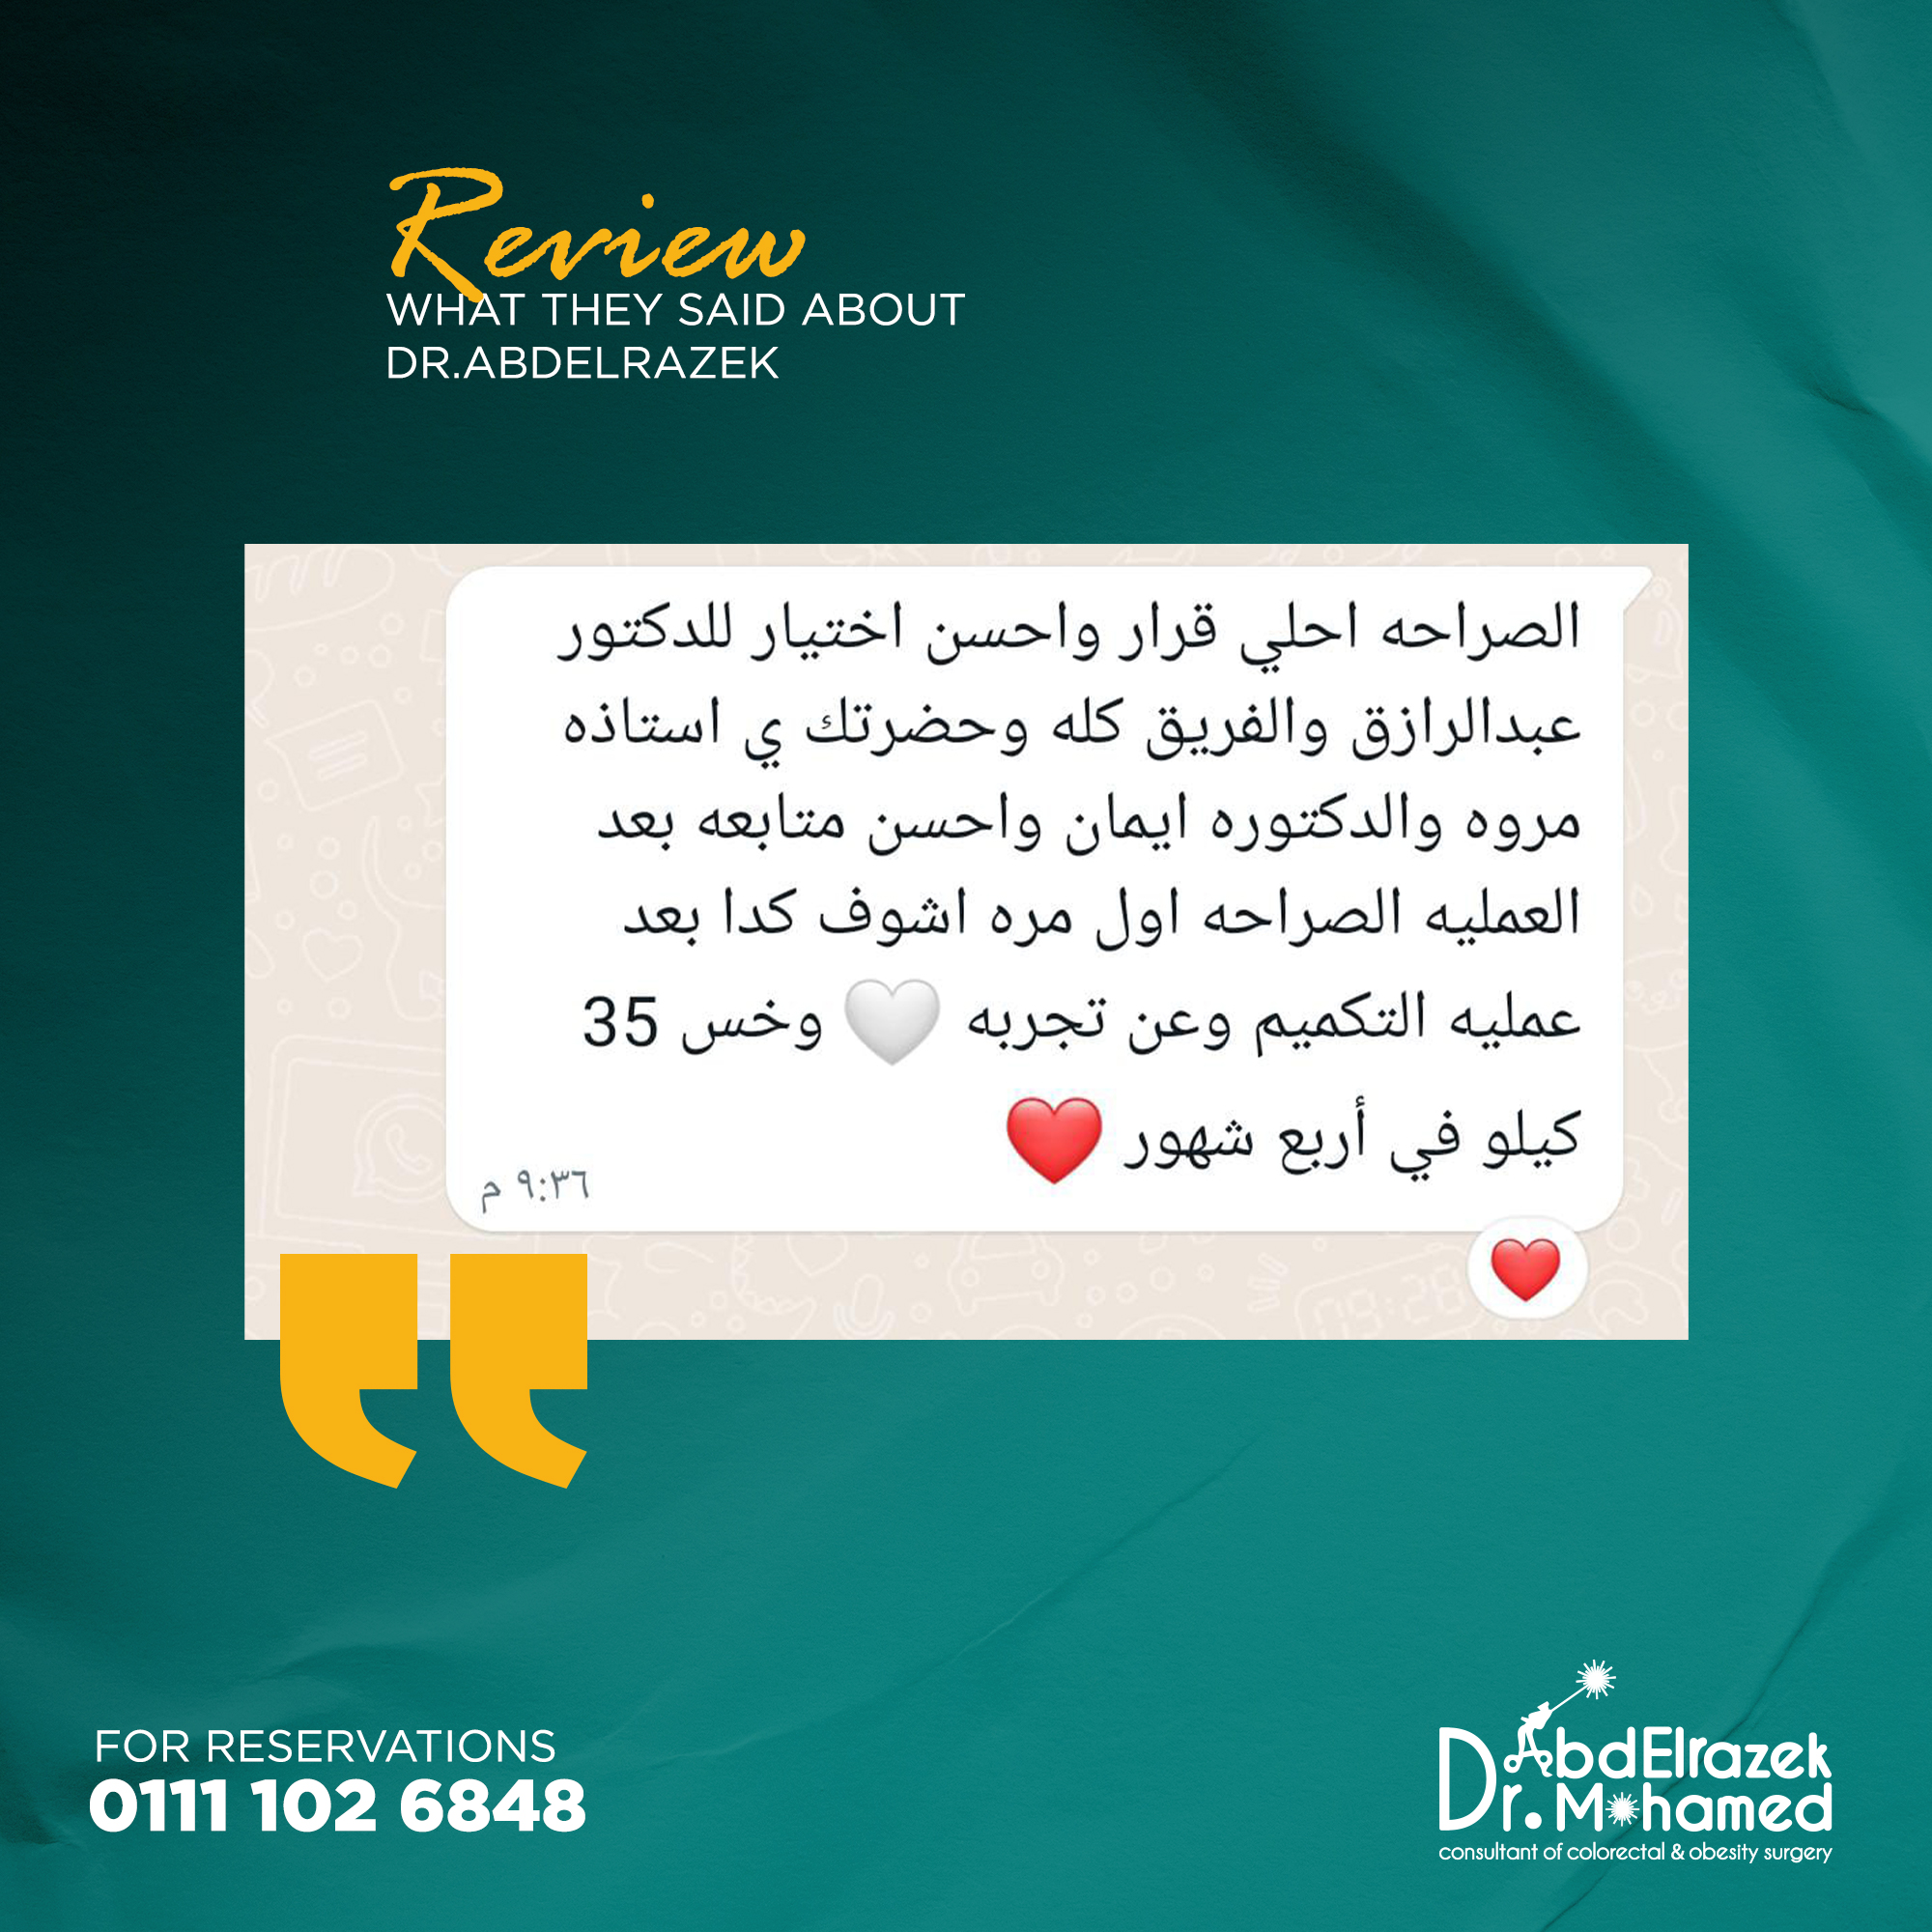 Review
WHAT THEY SAID ABOUT
DR.ABDELRAZEK
الصراحه احلي قرار واحسن اختيار للدكتور
عبدالرازق والفريق كله وحضرتك ي استاذه
مروه والدكتوره ايمان واحسن متابعه بعد
العمليه الصراحه اول مره اشوف كدا بعد
عمليه التكميم وعن تجربه 🤍 وخس 35
كيلو في أربع شهور ❤️
٩:٣٦ م
❤️
09:28
FOR RESERVATIONS
0111 102 6848
Dr. AbdElrazek
Mohamed
consultant of colorectal & obesity surgery